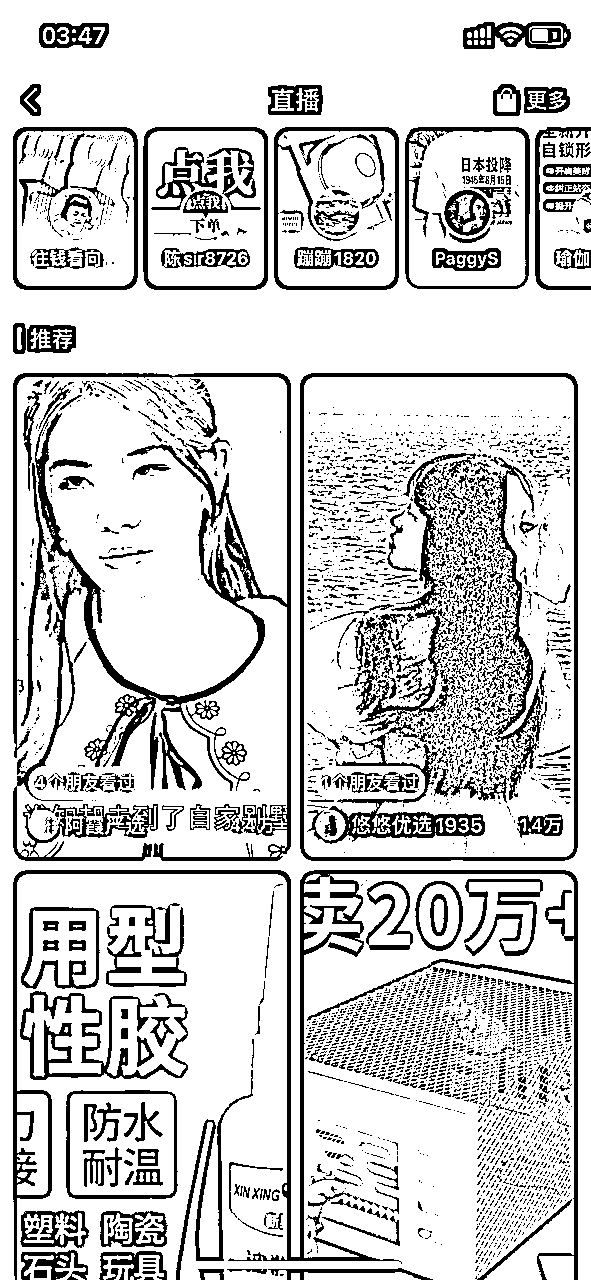 03:47
直播
更多
点我
点我
下单
日本投降
1945年8月15日
自锁形
往钱看向..
陈sir8726
蹦蹦1820
PaggyS
瑜伽
推荐
4个朋友看过
1个朋友看过
悠悠优选1935
1.4万
用型
性胶
防水
耐温
塑料 陶瓷
石头 玩具
XINXING
卖20万+